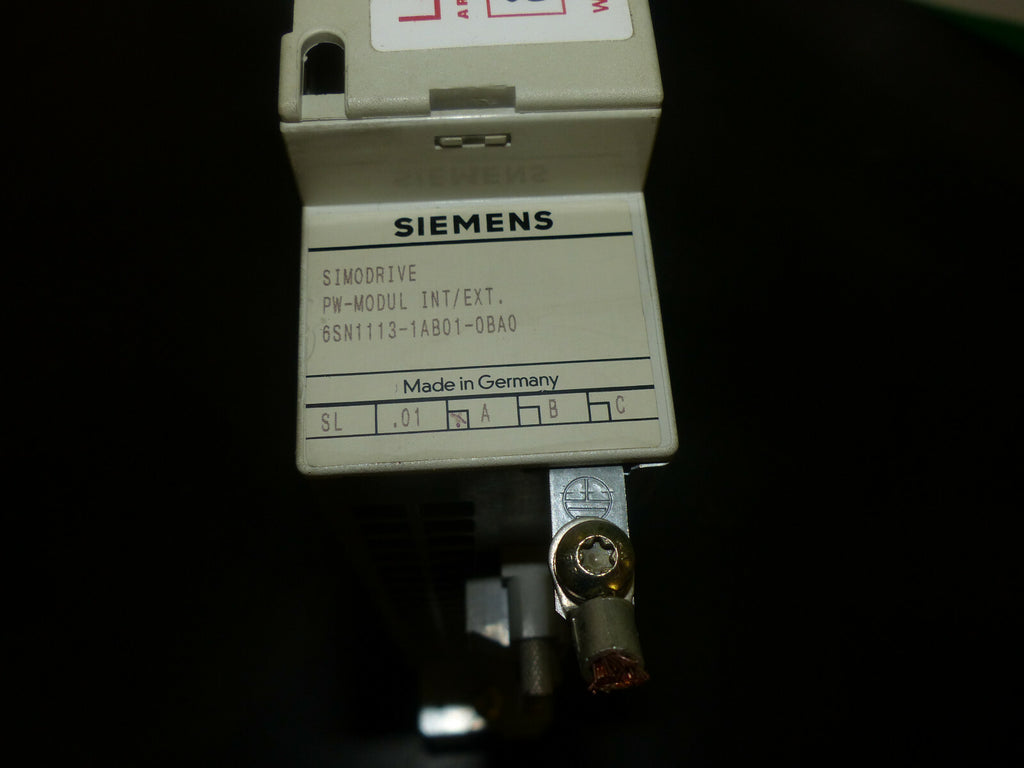 SIEMENS
SIMODRIVE
PW-MODUL INT/EXT.
6SN1113-1AB01-0BA0
Made in Germany
SL .01 A B C